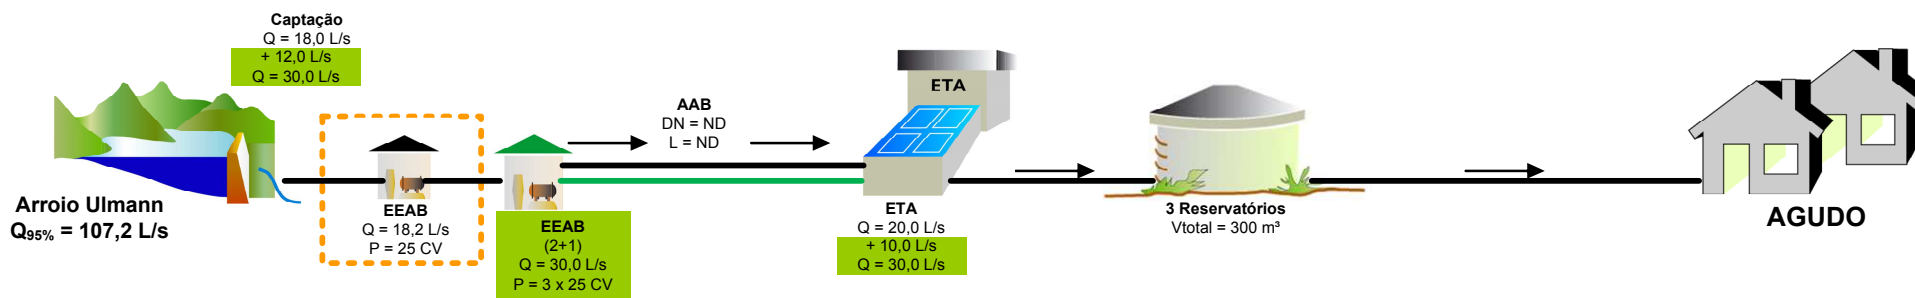 Captação
Q = 18,0 L/s
+ 12,0 L/s
Q = 30,0 L/s
Arroio Ulmann
Q95% = 107,2 L/s
EEAB
Q = 18,2 L/s
P = 25 CV
EEAB
(2+1)
Q = 30,0 L/s
P = 3 x 25 CV
AAB
DN = ND
L = ND
ETA
ETA
Q = 20,0 L/s
+ 10,0 L/s
Q = 30,0 L/s
3 Reservatórios
Vtotal = 300 m³
AGUDO